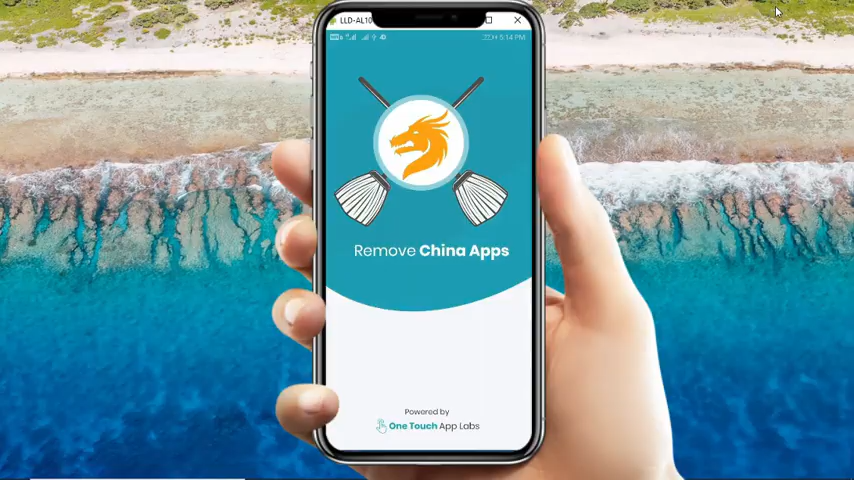 LLD-AL10
5:14 PM
Remove China Apps
Powered by
One Touch App Labs